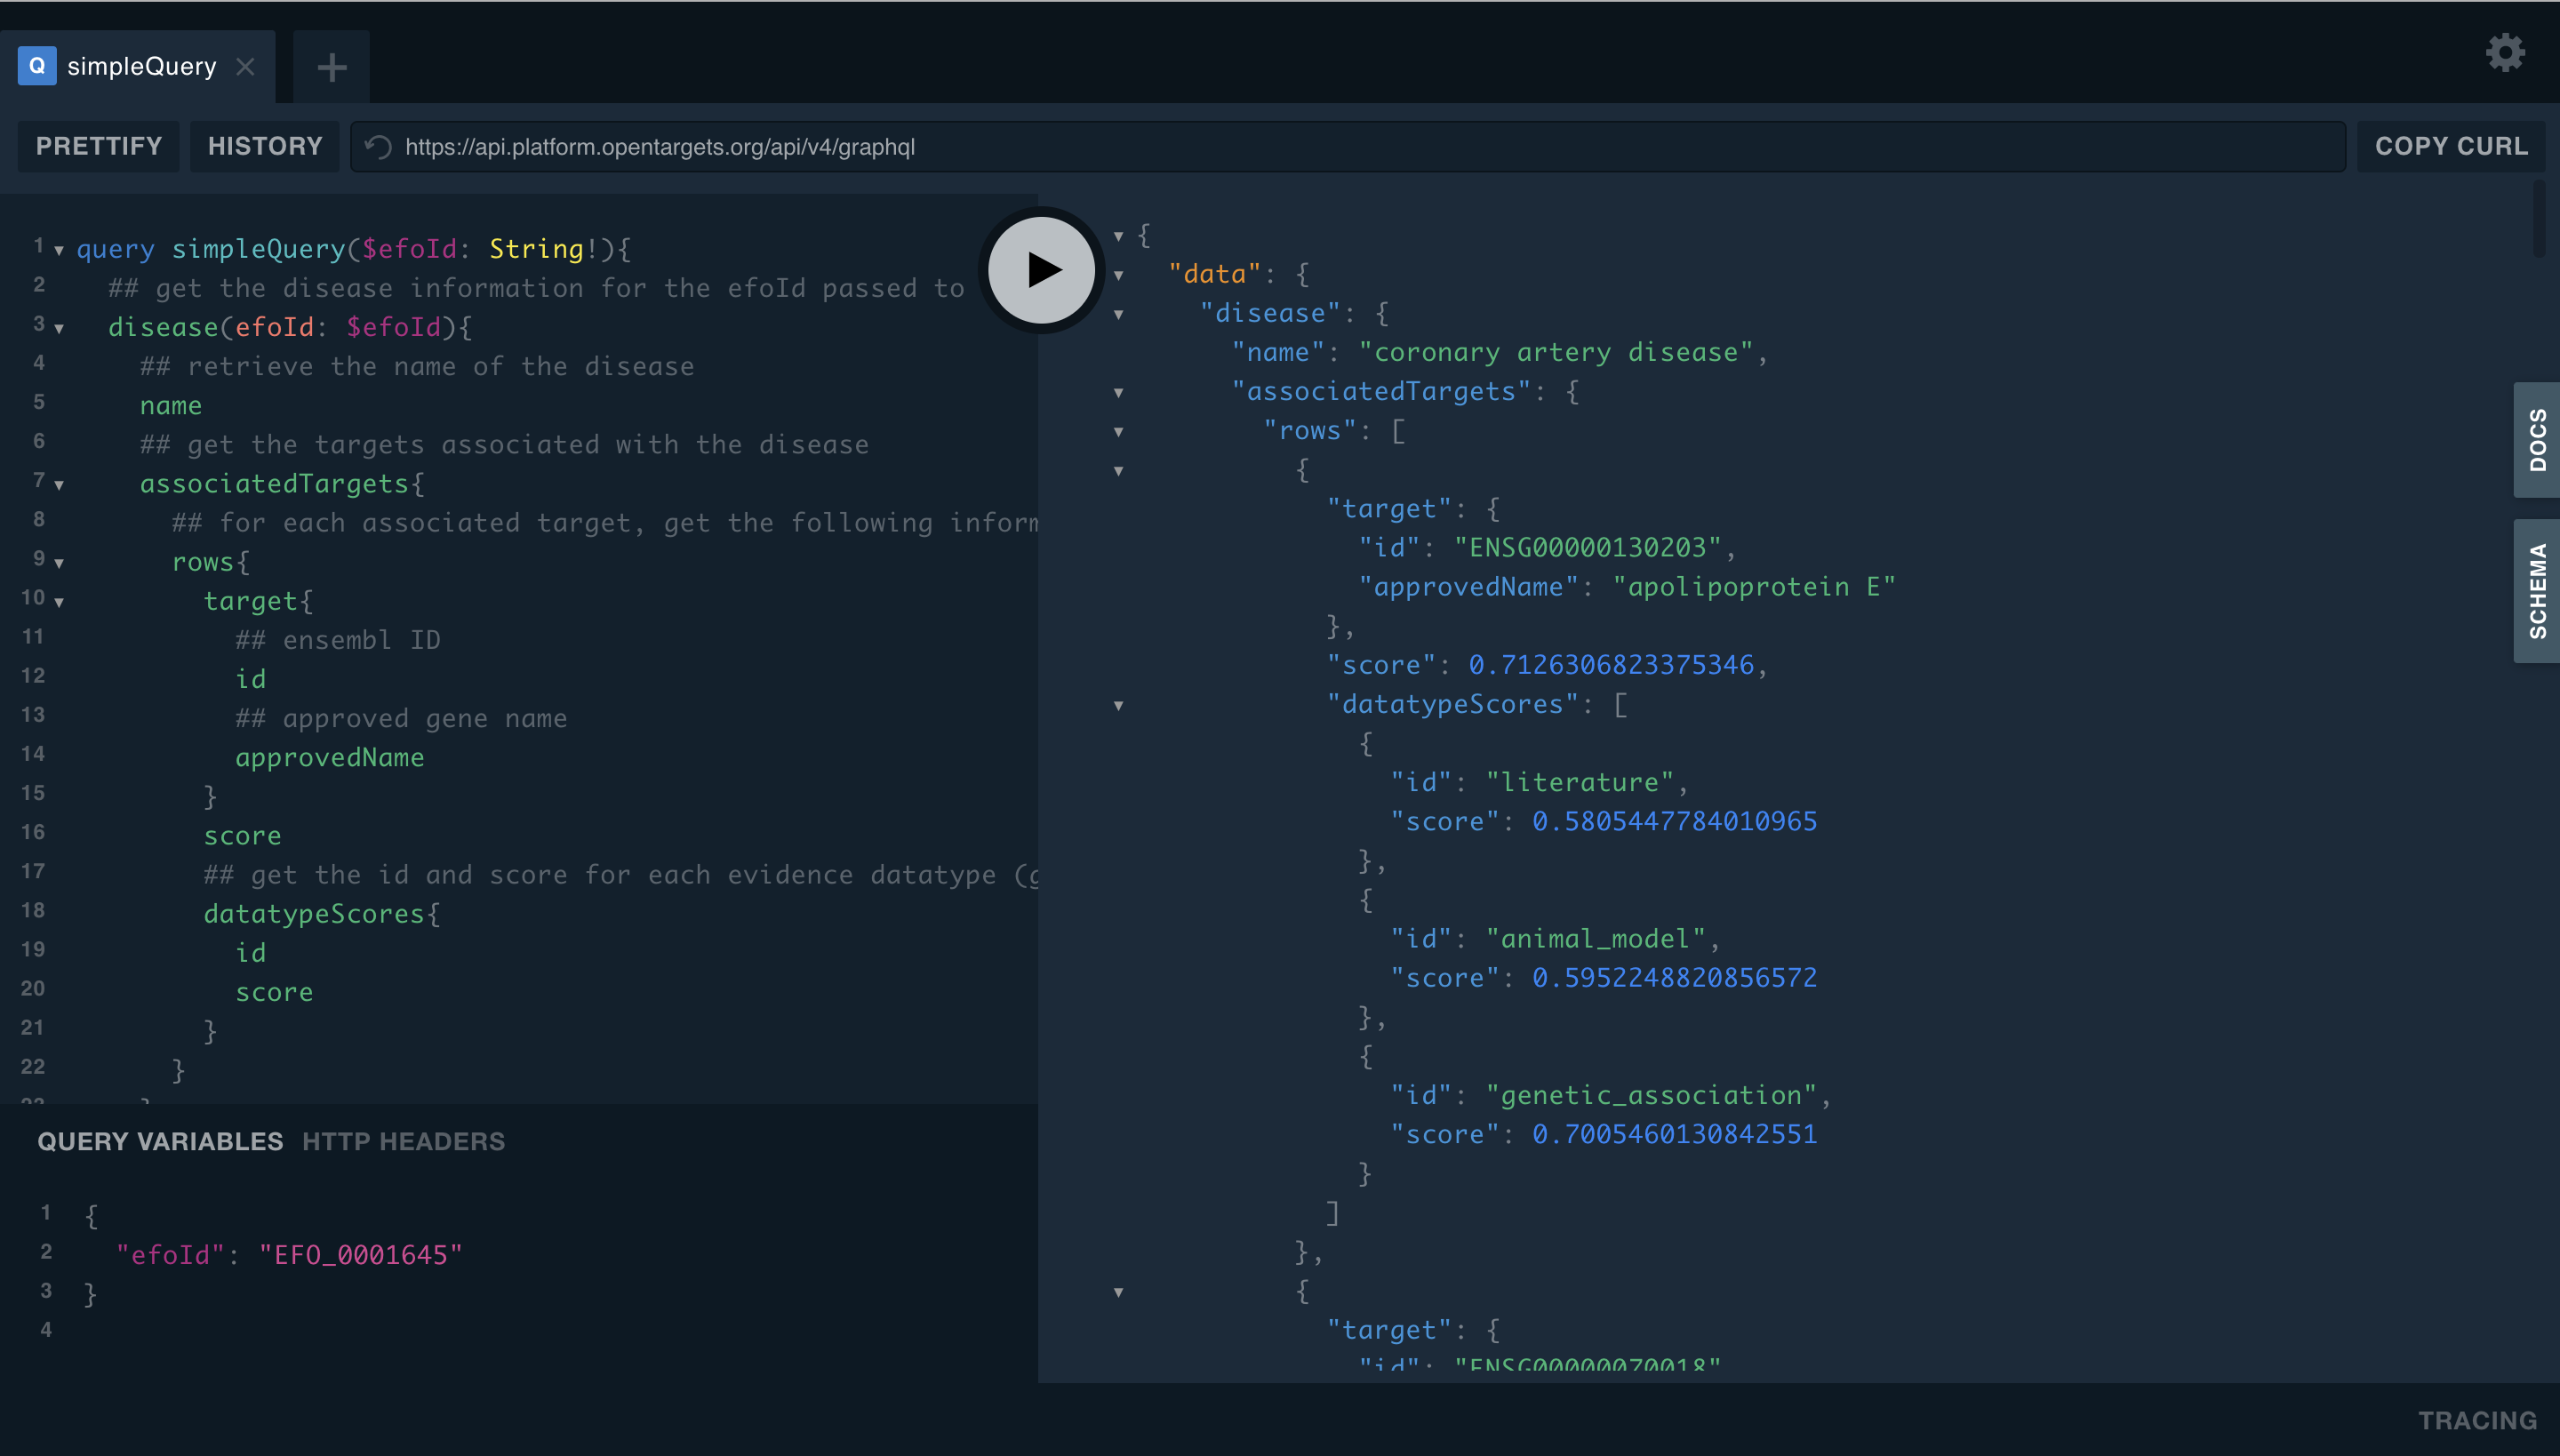 Q simpleQuery
PRETTIFY HISTORY https://api.platform.opentargets.org/api/v4/graphql COPY CURL
1 query simpleQuery($efoId: String!){
2 ## get the disease information for the efoId passed to
3 disease(efoId: $efoId){
4 ## retrieve the name of the disease
5 name
6 ## get the targets associated with the disease
7 associatedTargets{
8 ## for each associated target, get the following inform
9 rows{
10 target{
11 ## ensembl ID
12 id
13 ## approved gene name
14 approvedName
15 }
16 score
17 ## get the id and score for each evidence datatype (g
18 datatypeScores{
19 id
20 score
21 }
22 }
23 }
QUERY VARIABLES HTTP HEADERS
1 {
2 "efoId": "EFO_0001645"
3 }
4
{
"data": {
"disease": {
"name": "coronary artery disease",
"associatedTargets": {
"rows": [
{
"target": {
"id": "ENSG00000130203",
"approvedName": "apolipoprotein E"
},
"score": 0.7126306823375346,
"datatypeScores": [
{
"id": "literature",
"score": 0.5805447784010965
},
{
"id": "animal_model",
"score": 0.5952248820856572
},
{
"id": "genetic_association",
"score": 0.7005460130842551
}
]
},
{
"target": {
"id": "ENSG00000070018"
DOCS
SCHEMA
TRACING